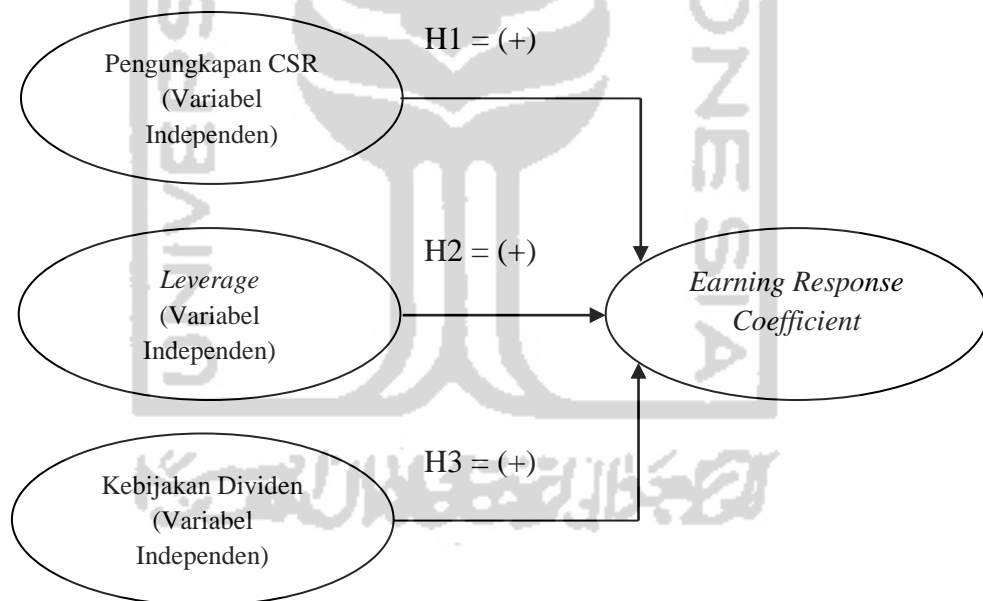 H1 = (+)
Pengungkapan CSR
(Variabel
Independen)
H2 = (+)
Leverage
(Variabel
Independen)
Earning Response
Coefficient
H3 = (+)
Kebijakan Dividen
(Variabel
Independen)